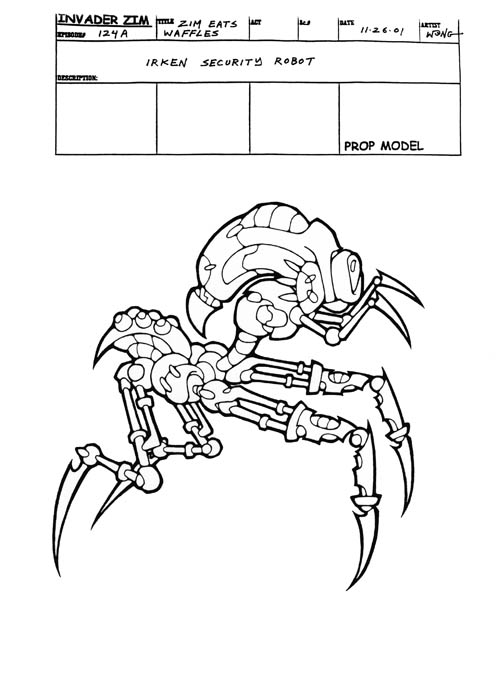 INVADER ZIM TITLE ZIM EATS ACT Sc.# DATE 11-26-01 ARTIST
EPISODE# 124A WAFFLES WONG
IRKEN SECURITY ROBOT
DESCRIPTION:
PROP MODEL